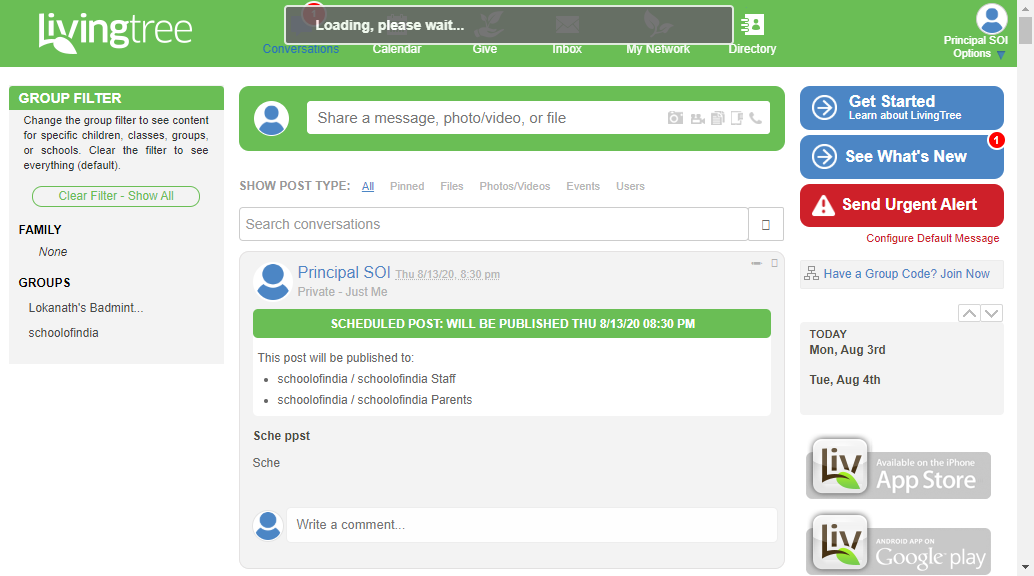 livingtree
Loading, please wait...
1
Conversations
Calendar
Give
Inbox
My Network
Directory
Principal SOI
Options
GROUP FILTER
Change the group filter to see content
for specific children, classes, groups,
or schools. Clear the filter to see
everything (default).
Clear Filter - Show All
FAMILY
None
GROUPS
Lokanath's Badmint...
schoolofindia
Share a message, photo/video, or file
SHOW POST TYPE: All Pinned Files Photos/Videos Events Users
Search conversations
Principal SOI Thu 8/13/20, 8:30 pm
Private - Just Me
SCHEDULED POST: WILL BE PUBLISHED THU 8/13/20 08:30 PM
This post will be published to:
schoolofindia / schoolofindia Staff
schoolofindia / schoolofindia Parents
Sche ppst
Sche
Write a comment...
Get Started
Learn about LivingTree
1
See What's New
Send Urgent Alert
Configure Default Message
Have a Group Code? Join Now
TODAY
Mon, Aug 3rd
Tue, Aug 4th
Liv
Available on the iPhone
App Store
Liv
ANDROID APP ON
Google play